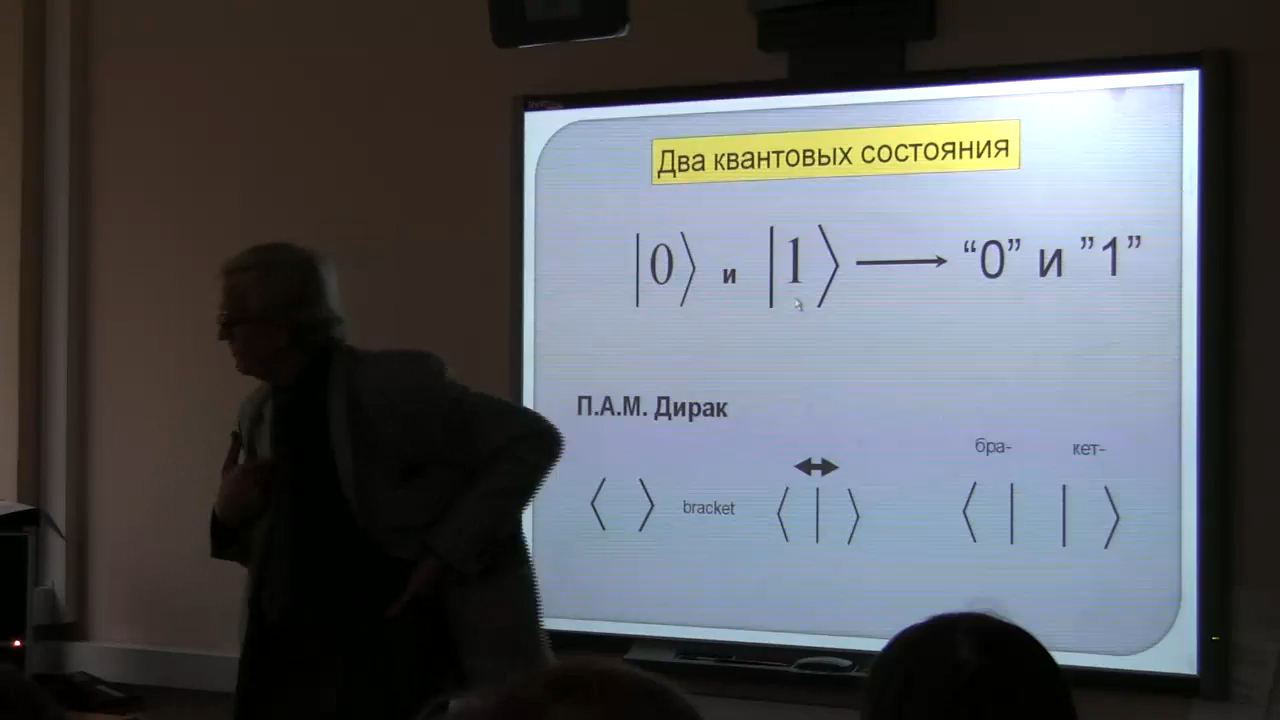 Два квантовых состояния
|0⟩ и |1⟩ ⟶ “0” и ”1”
П.А.М. Дирак
бра- кет-
⟨ ⟩ bracket ⟨ | ⟩ ⟨ | | ⟩